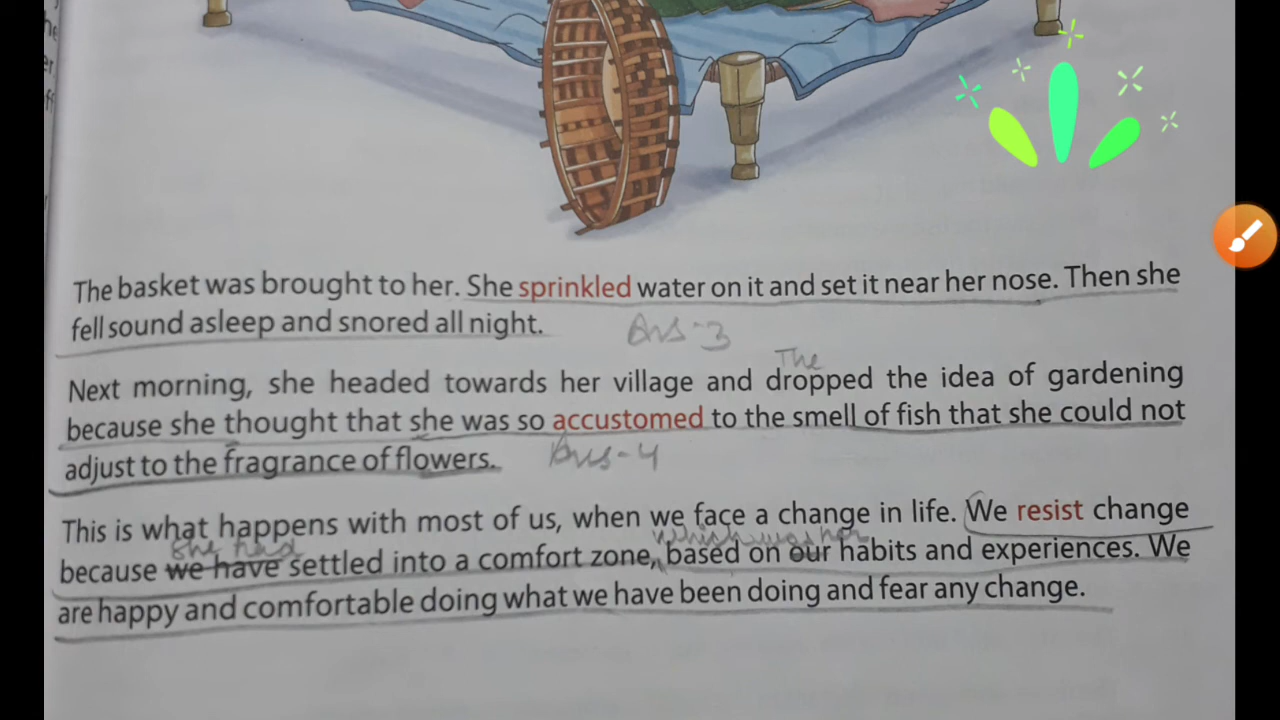 The basket was brought to her. She sprinkled water on it and set it near her nose. Then she
fell sound asleep and snored all night.
Ans-3
The
Next morning, she headed towards her village and dropped the idea of gardening
because she thought that she was so accustomed to the smell of fish that she could not
adjust to the fragrance of flowers.
Ans-4
This is what happens with most of us, when we face a change in life. We resist change
she had
which was her
because we have settled into a comfort zone, based on our habits and experiences. We
are happy and comfortable doing what we have been doing and fear any change.